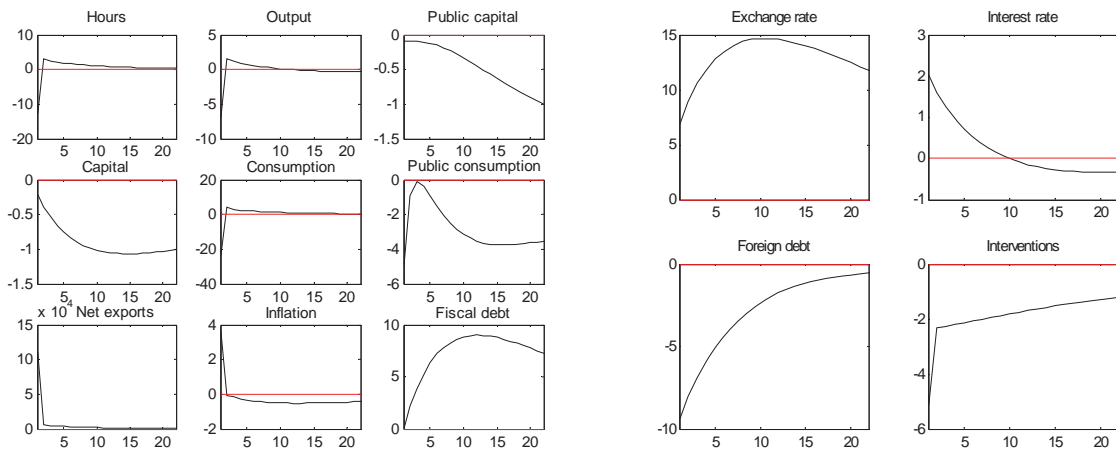 Hours Output Public capital
10 5 0
0 0 -0.5
-10 -5 -1
-20 -10 -1.5
5 10 15 20 5 10 15 20 5 10 15 20
Capital Consumption Public consumption
0 20 0
-0.5 0 -2
-1 -20 -4
-1.5 -40 -6
5 10 15 20 5 10 15 20 5 10 15 20
x 10^4 Net exports Inflation Fiscal debt
15 4 10
10 2 5
5 0
0 -2 0
5 10 15 20 5 10 15 20 5 10 15 20
Exchange rate Interest rate
15 3
10 2
5 1
0 0
-1
5 10 15 20 5 10 15 20
Foreign debt Interventions
0 0
-5 -2
-10 -4
-6
5 10 15 20 5 10 15 20